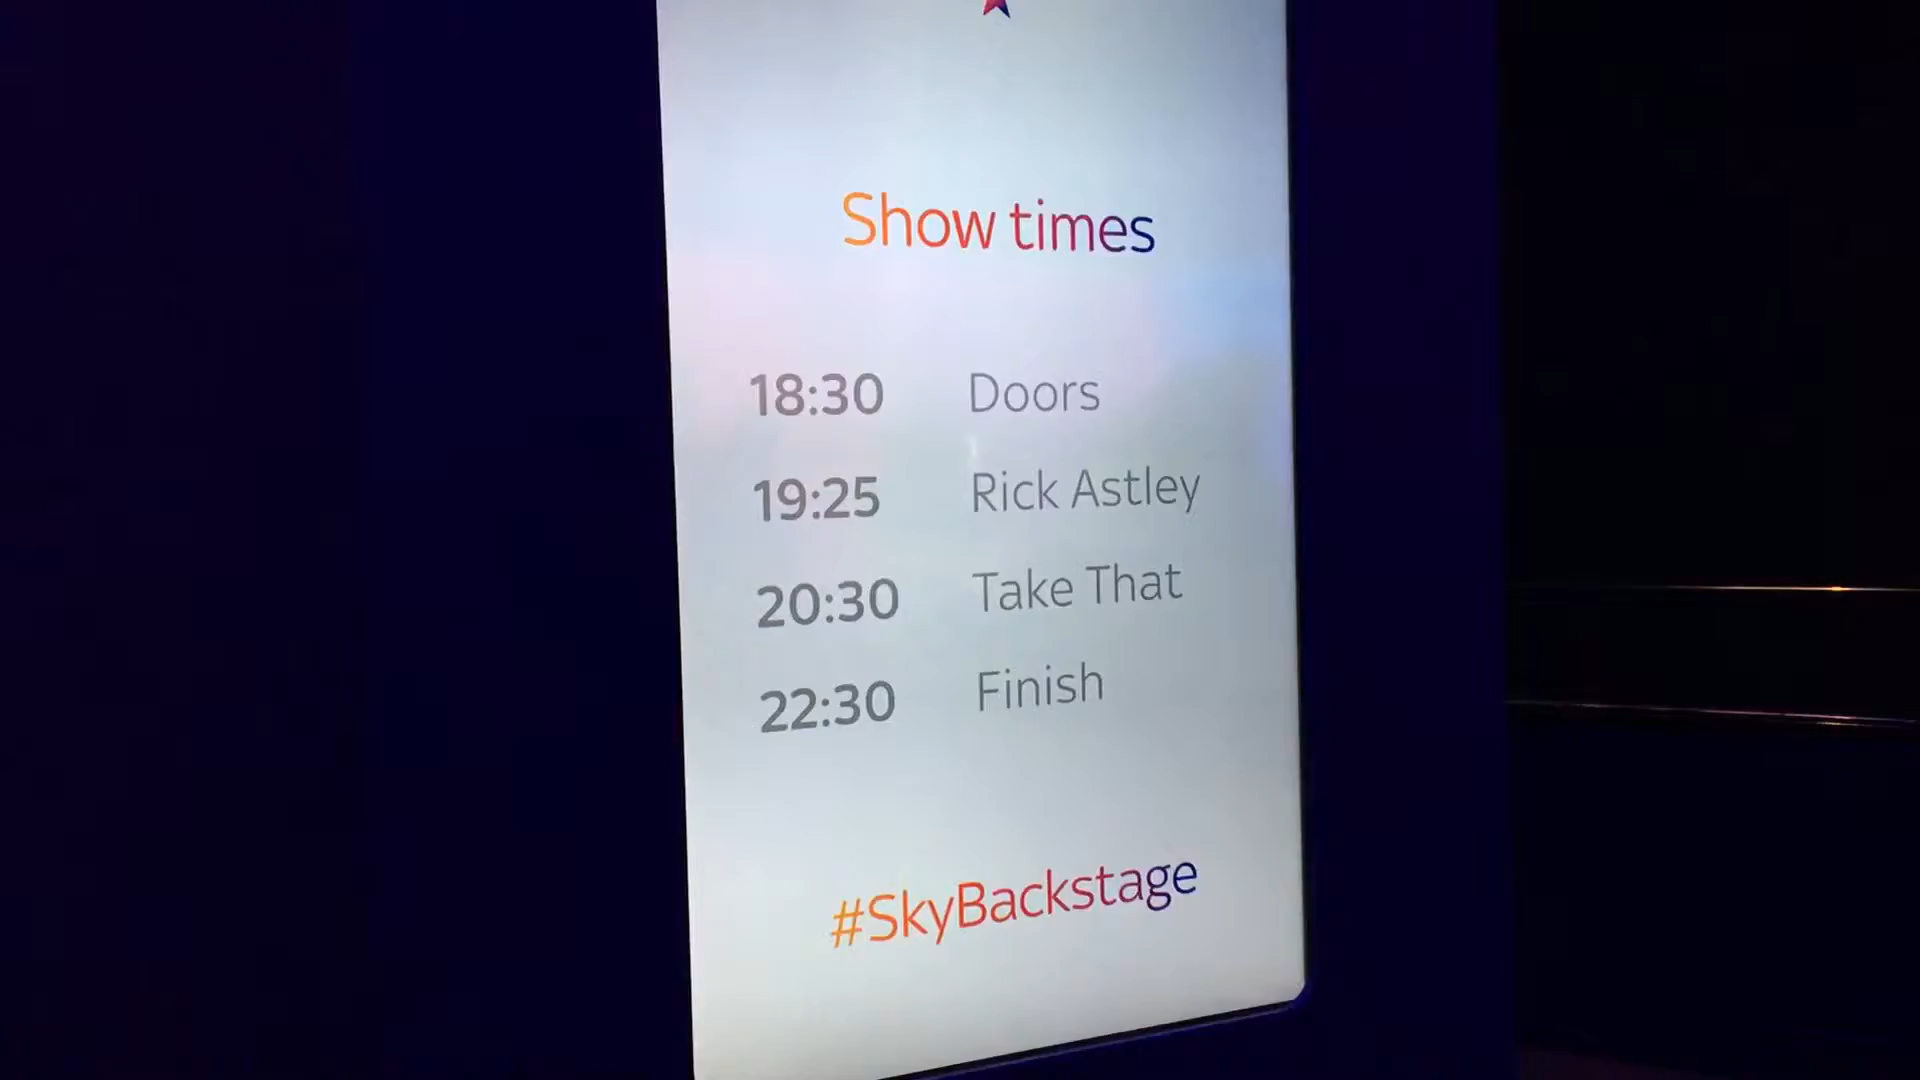 Show times
18:30 Doors
19:25 Rick Astley
20:30 Take That
22:30 Finish
#SkyBackstage